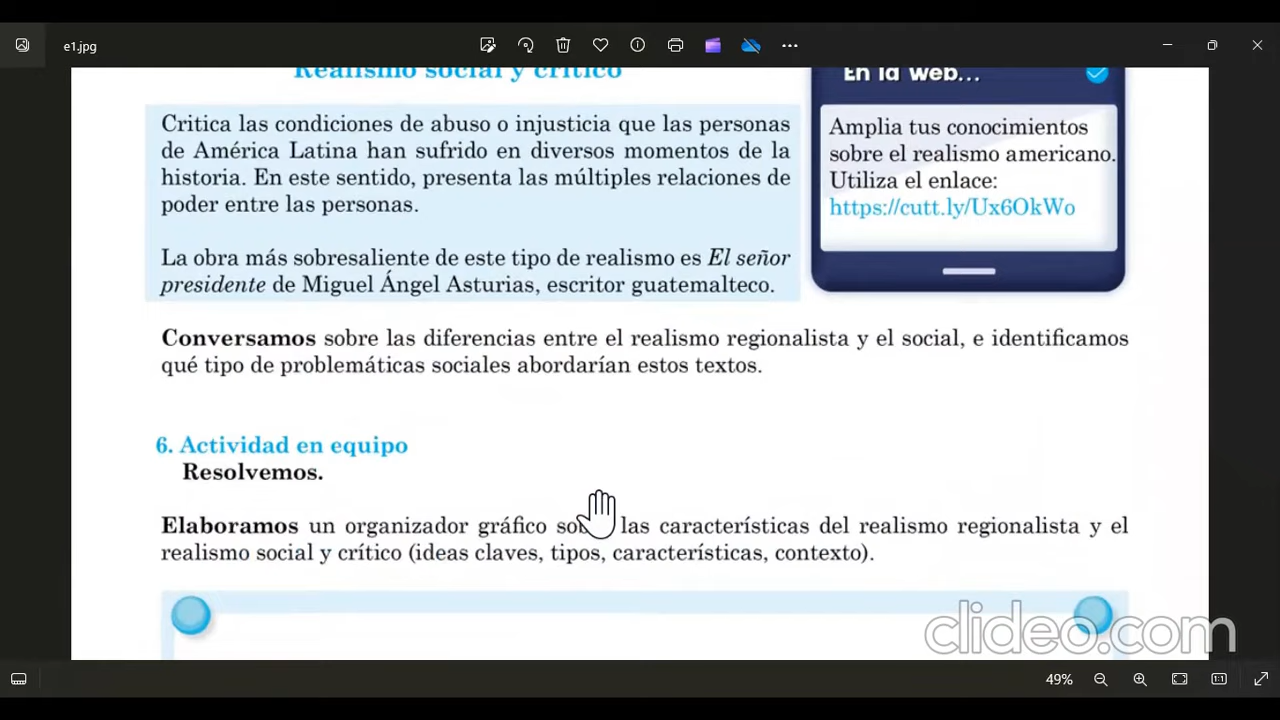 e1.jpg
Realismo social y crítico
En la web...
Critica las condiciones de abuso o injusticia que las personas
de América Latina han sufrido en diversos momentos de la
historia. En este sentido, presenta las múltiples relaciones de
poder entre las personas.
La obra más sobresaliente de este tipo de realismo es El señor
presidente de Miguel Ángel Asturias, escritor guatemalteco.
Amplia tus conocimientos
sobre el realismo americano.
Utiliza el enlace:
https://cutt.ly/Ux6OkWo
Conversamos sobre las diferencias entre el realismo regionalista y el social, e identificamos
qué tipo de problemáticas sociales abordarían estos textos.
6. Actividad en equipo
Resolvemos.
Elaboramos un organizador gráfico las características del realismo regionalista y el
realismo social y crítico (ideas claves, tipos, características, contexto).
clideo.com
49%
1:1